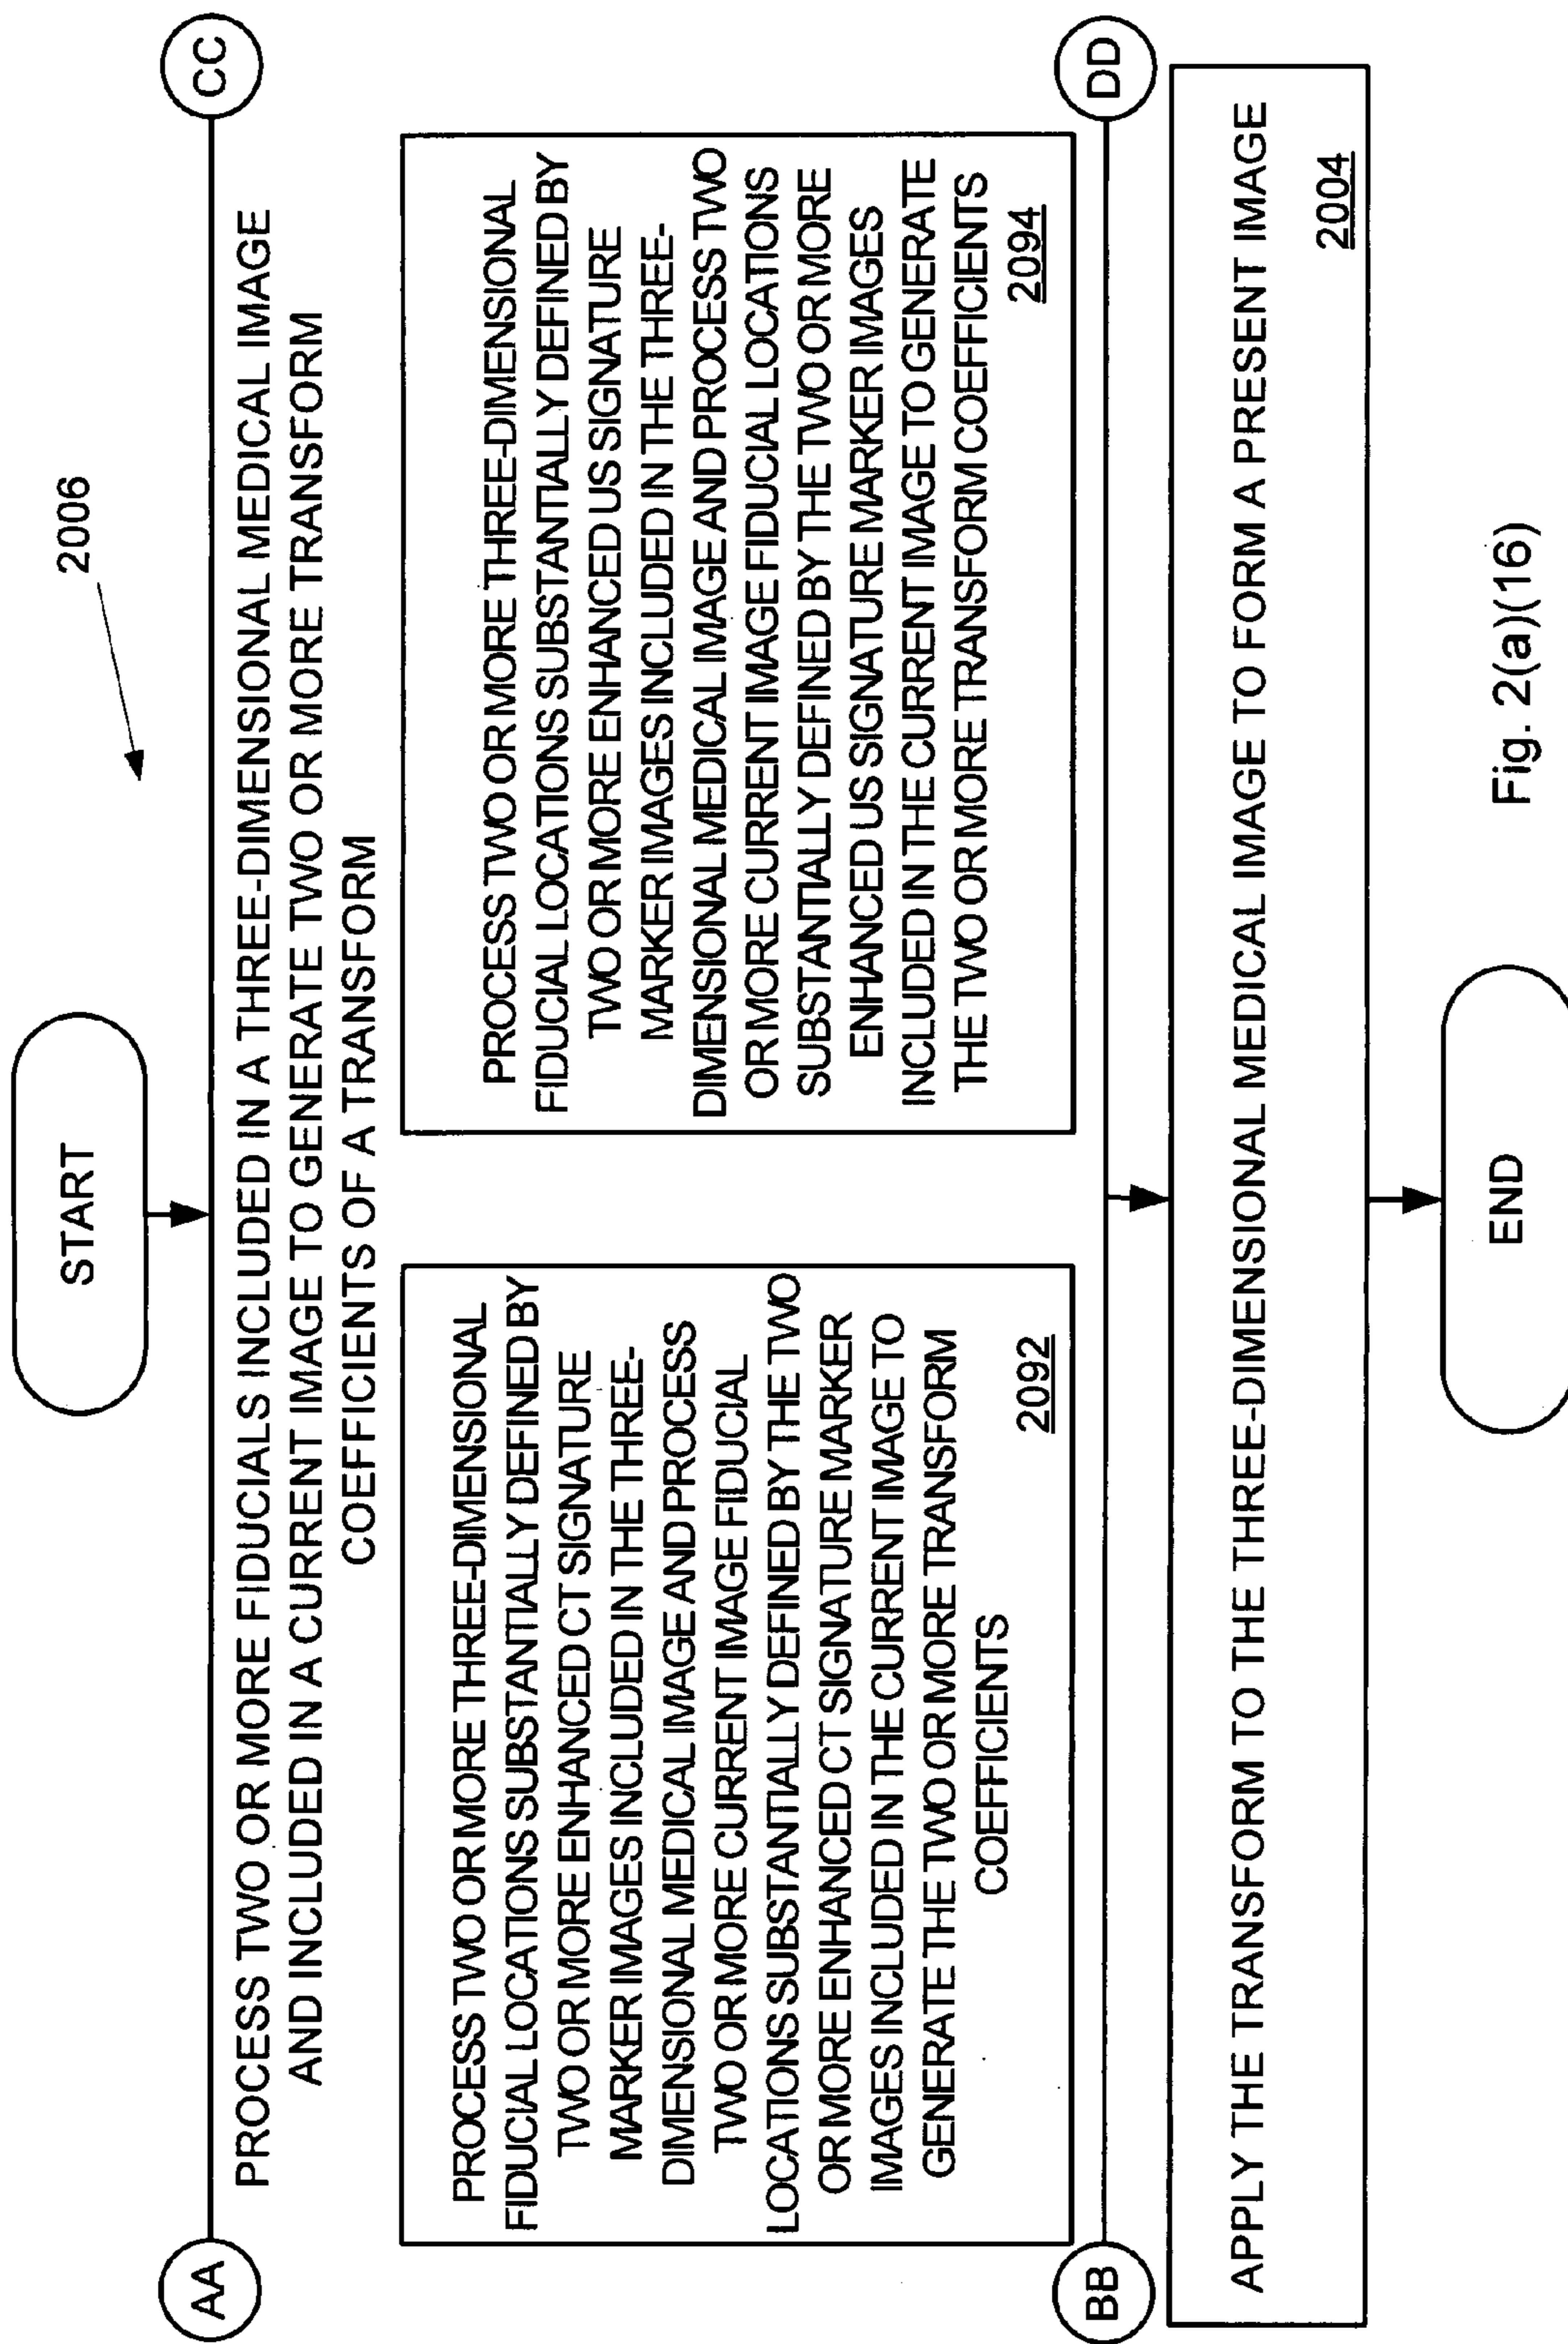 2006
START
AA
CC
PROCESS TWO OR MORE FIDUCIALS INCLUDED IN A THREE-DIMENSIONAL MEDICAL IMAGE
AND INCLUDED IN A CURRENT IMAGE TO GENERATE TWO OR MORE TRANSFORM
COEFFICIENTS OF A TRANSFORM
PROCESS TWO OR MORE THREE-DIMENSIONAL
FIDUCIAL LOCATIONS SUBSTANTIALLY DEFINED BY
TWO OR MORE ENHANCED CT SIGNATURE
MARKER IMAGES INCLUDED IN THE THREE-
DIMENSIONAL MEDICAL IMAGE AND PROCESS
TWO OR MORE CURRENT IMAGE FIDUCIAL
LOCATIONS SUBSTANTIALLY DEFINED BY THE TWO
OR MORE ENHANCED CT SIGNATURE MARKER
IMAGES INCLUDED IN THE CURRENT IMAGE TO
GENERATE THE TWO OR MORE TRANSFORM
COEFFICIENTS
2092
PROCESS TWO OR MORE THREE-DIMENSIONAL
FIDUCIAL LOCATIONS SUBSTANTIALLY DEFINED BY
TWO OR MORE ENHANCED US SIGNATURE
MARKER IMAGES INCLUDED IN THE THREE-
DIMENSIONAL MEDICAL IMAGE AND PROCESS TWO
OR MORE CURRENT IMAGE FIDUCIAL LOCATIONS
SUBSTANTIALLY DEFINED BY THE TWO OR MORE
ENHANCED US SIGNATURE MARKER IMAGES
INCLUDED IN THE CURRENT IMAGE TO GENERATE
THE TWO OR MORE TRANSFORM COEFFICIENTS
2094
BB
DD
APPLY THE TRANSFORM TO THE THREE-DIMENSIONAL MEDICAL IMAGE TO FORM A PRESENT IMAGE
2004
END
Fig. 2(a)(16)